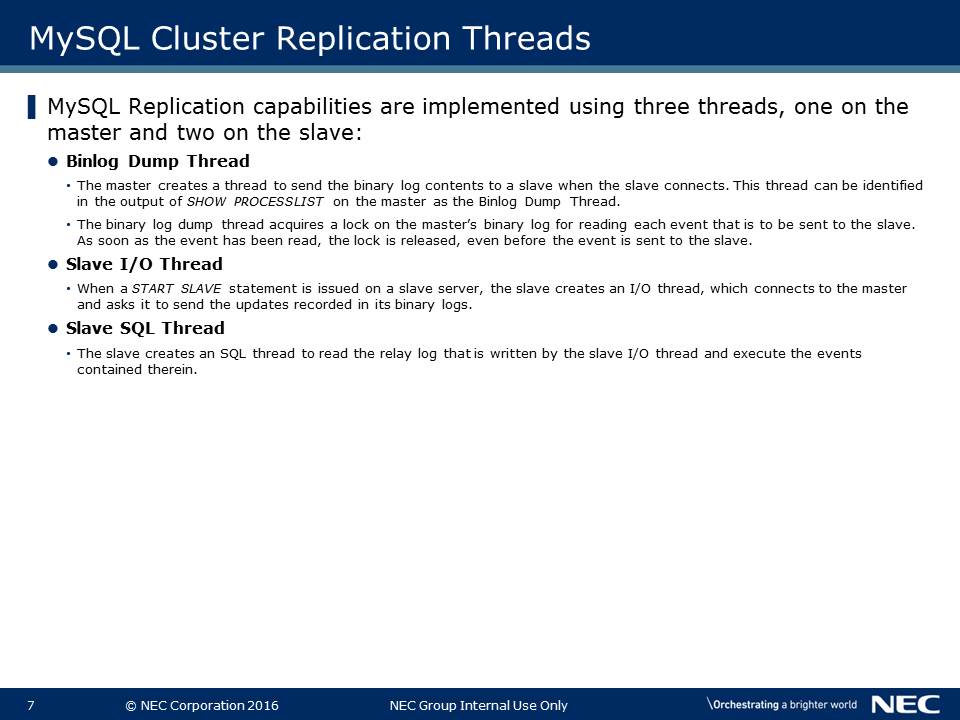 MySQL Cluster Replication Threads
MySQL Replication capabilities are implemented using three threads, one on the
master and two on the slave:
Binlog Dump Thread
• The master creates a thread to send the binary log contents to a slave when the slave connects. This thread can be identified
in the output of SHOW PROCESSLIST on the master as the Binlog Dump Thread.
• The binary log dump thread acquires a lock on the master’s binary log for reading each event that is to be sent to the slave.
As soon as the event has been read, the lock is released, even before the event is sent to the slave.
Slave I/O Thread
• When a START SLAVE statement is issued on a slave server, the slave creates an I/O thread, which connects to the master
and asks it to send the updates recorded in its binary logs.
Slave SQL Thread
• The slave creates an SQL thread to read the relay log that is written by the slave I/O thread and execute the events
contained therein.
7 © NEC Corporation 2016 NEC Group Internal Use Only \Orchestrating a brighter world NEC